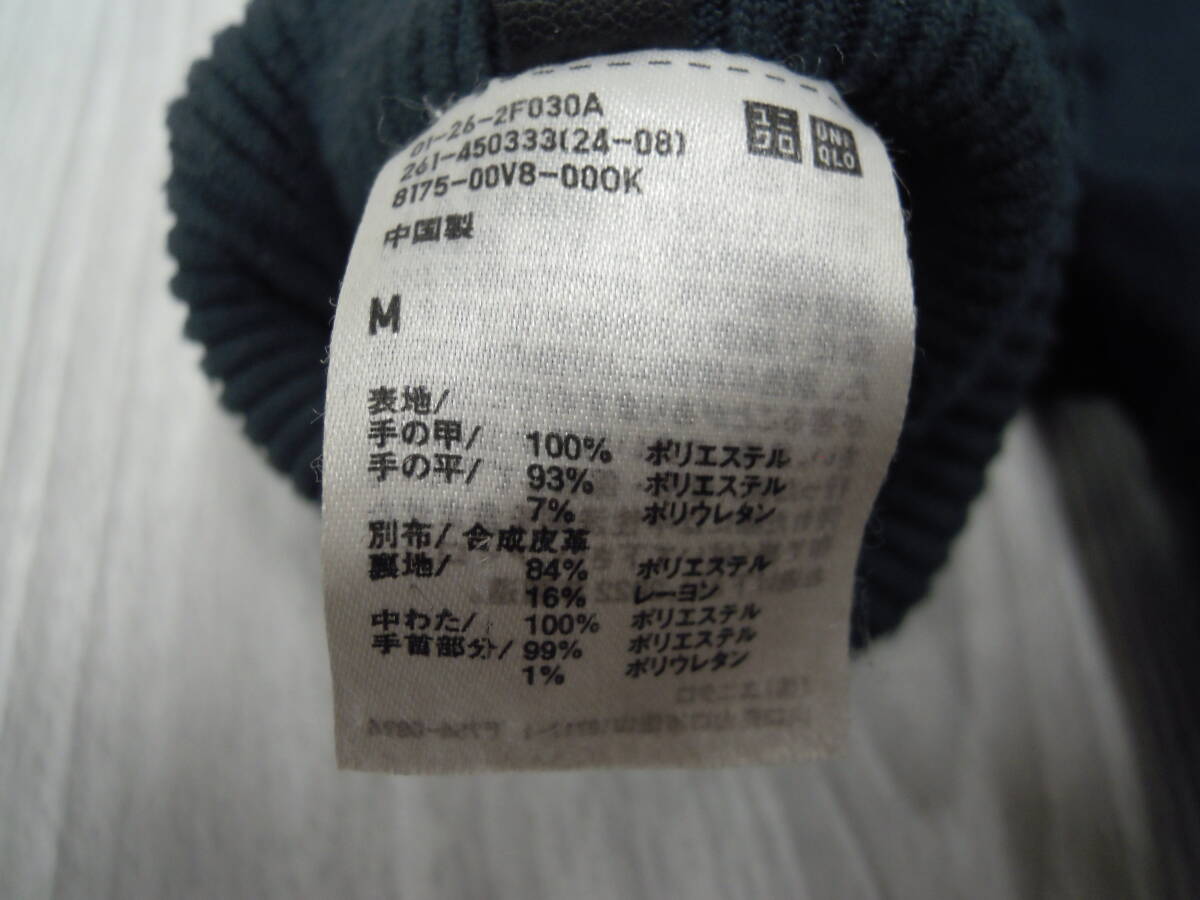 01-26-2F030A
261-450333(24-08)
8175-00V8-000K
ユニクロ
UNIQLO
中国製
M
表地/
手の甲/ 100% ポリエステル
手の平/ 93% ポリエステル
7% ポリウレタン
別布/ 合成皮革
裏地/ 84% ポリエステル
16% レーヨン
中わた/ 100% ポリエステル
手首部分/ 99% ポリエステル
1% ポリウレタン